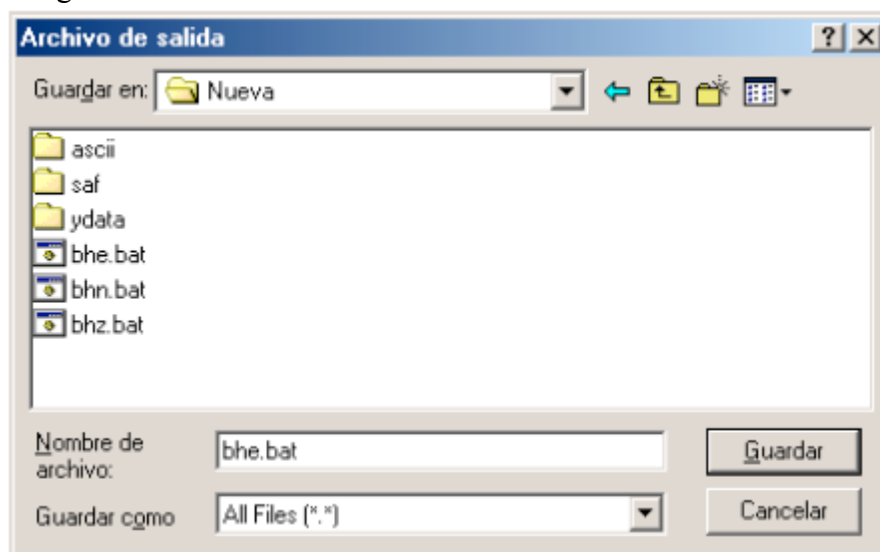 Archivo de salida
Guardar en: Nueva
ascii
saf
ydata
bhe.bat
bhn.bat
bhz.bat
Nombre de archivo: bhe.bat
Guardar
Guardar como All Files (*.*)
Cancelar